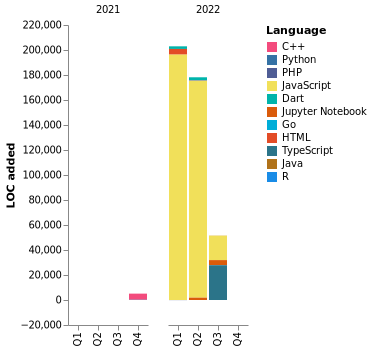 2021 2022
Language
C++
Python
PHP
JavaScript
Dart
Jupyter Notebook
Go
HTML
TypeScript
Java
R
LOC added
220,000
200,000
180,000
160,000
140,000
120,000
100,000
80,000
60,000
40,000
20,000
0
−20,000
Q1 Q2 Q3 Q4 Q1 Q2 Q3 Q4